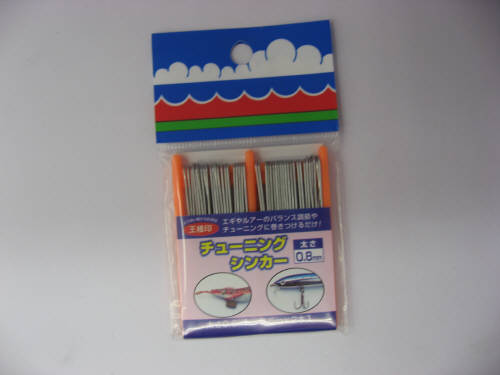 エギやルアーのバランス調節や
チューニングに巻きつけるだけ!
王様印
チューニング
シンカー
太さ
0.8mm